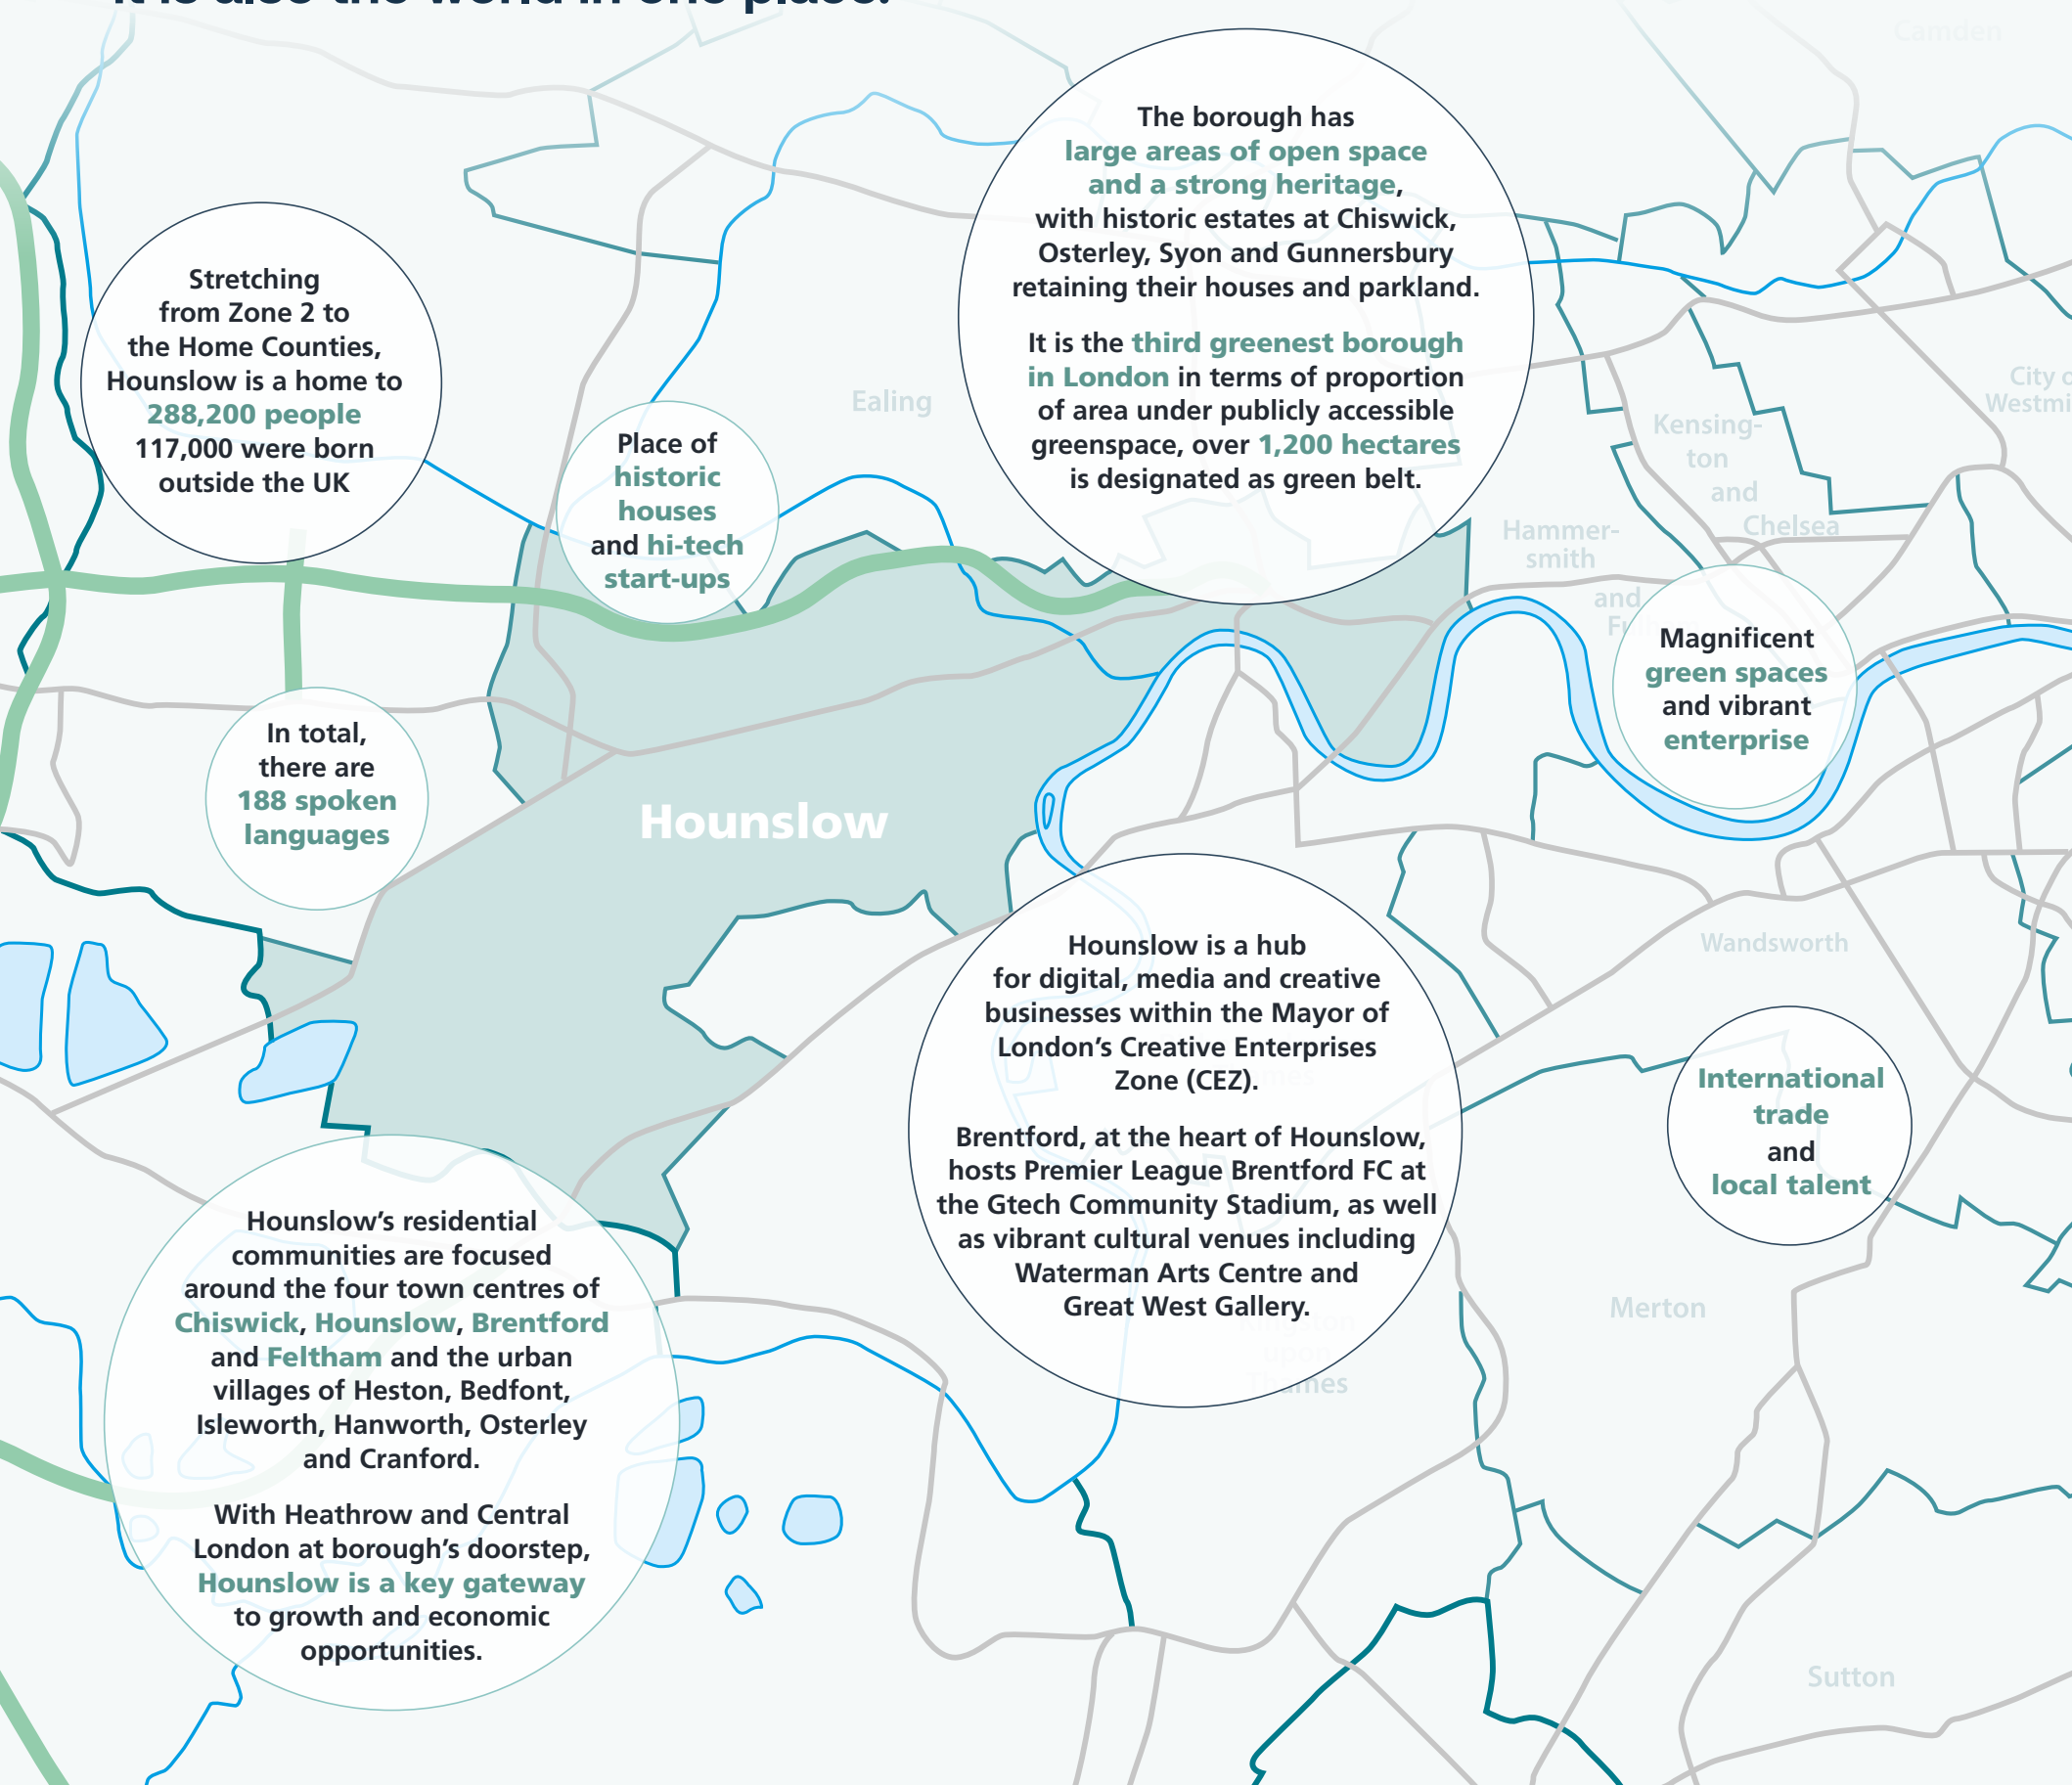 it is also the world in one place.
Camden
The borough has
large areas of open space
and a strong heritage,
with historic estates at Chiswick,
Osterley, Syon and Gunnersbury
retaining their houses and parkland.
It is the third greenest borough
in London in terms of proportion
of area under publicly accessible
greenspace, over 1,200 hectares
is designated as green belt.
Stretching
from Zone 2 to
the Home Counties,
Hounslow is a home to
288,200 people
117,000 were born
outside the UK
Ealing
Place of
historic
houses
and hi-tech
start-ups
City o
Westmi
Kensing-
ton
and
Chelsea
Hammer-
smith
and
Magnificent
green spaces
and vibrant
enterprise
In total,
there are
188 spoken
languages
Hounslow
Wandsworth
Hounslow is a hub
for digital, media and creative
businesses within the Mayor of
London’s Creative Enterprises
Zone (CEZ).
Brentford, at the heart of Hounslow,
hosts Premier League Brentford FC at
the Gtech Community Stadium, as well
as vibrant cultural venues including
Waterman Arts Centre and
Great West Gallery.
Kingston
upon
Thames
International
trade
and
local talent
Hounslow’s residential
communities are focused
around the four town centres of
Chiswick, Hounslow, Brentford
and Feltham and the urban
villages of Heston, Bedfont,
Isleworth, Hanworth, Osterley
and Cranford.
With Heathrow and Central
London at borough’s doorstep,
Hounslow is a key gateway
to growth and economic
opportunities.
Merton
Sutton